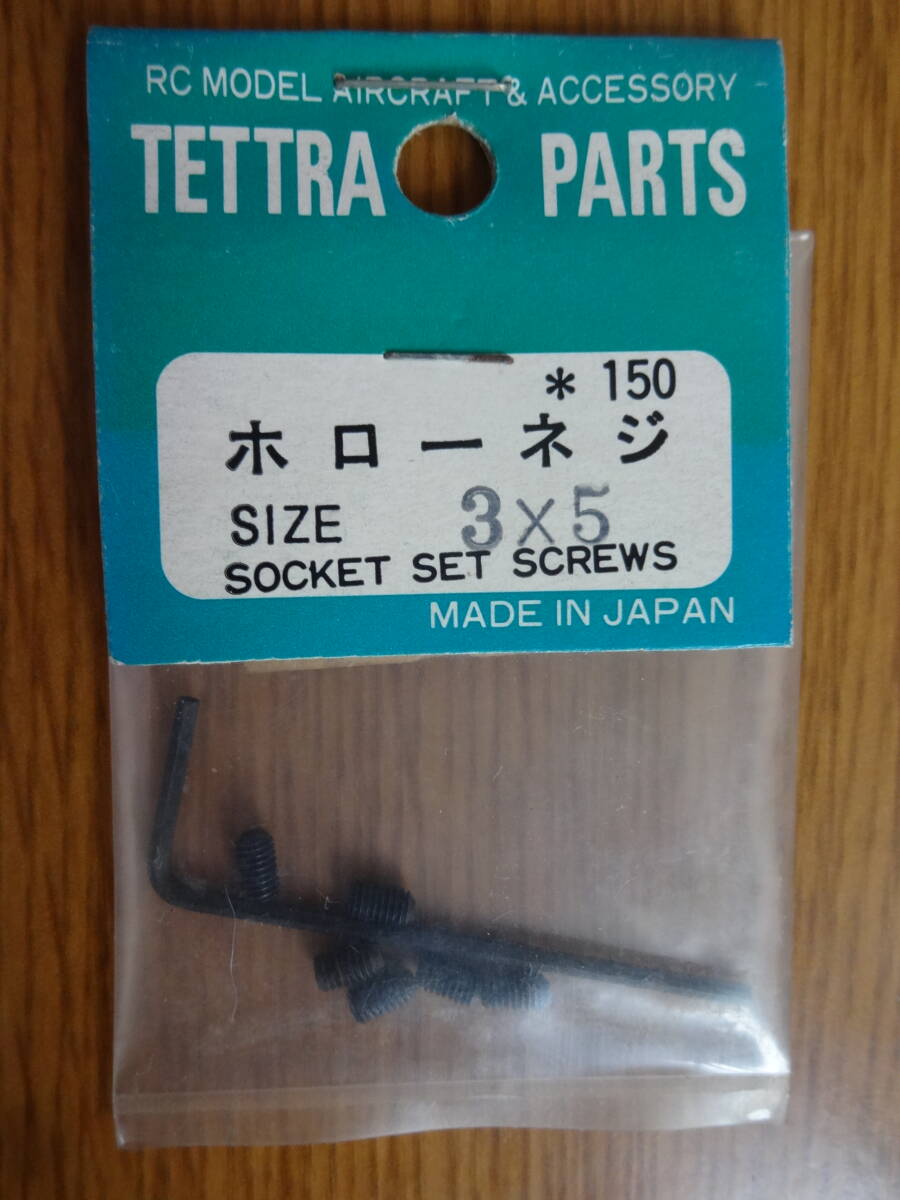 RC MODEL AIRCRAFT & ACCESSORY
TETTRA PARTS
* 150
ホローネジ
SIZE 3×5
SOCKET SET SCREWS
MADE IN JAPAN